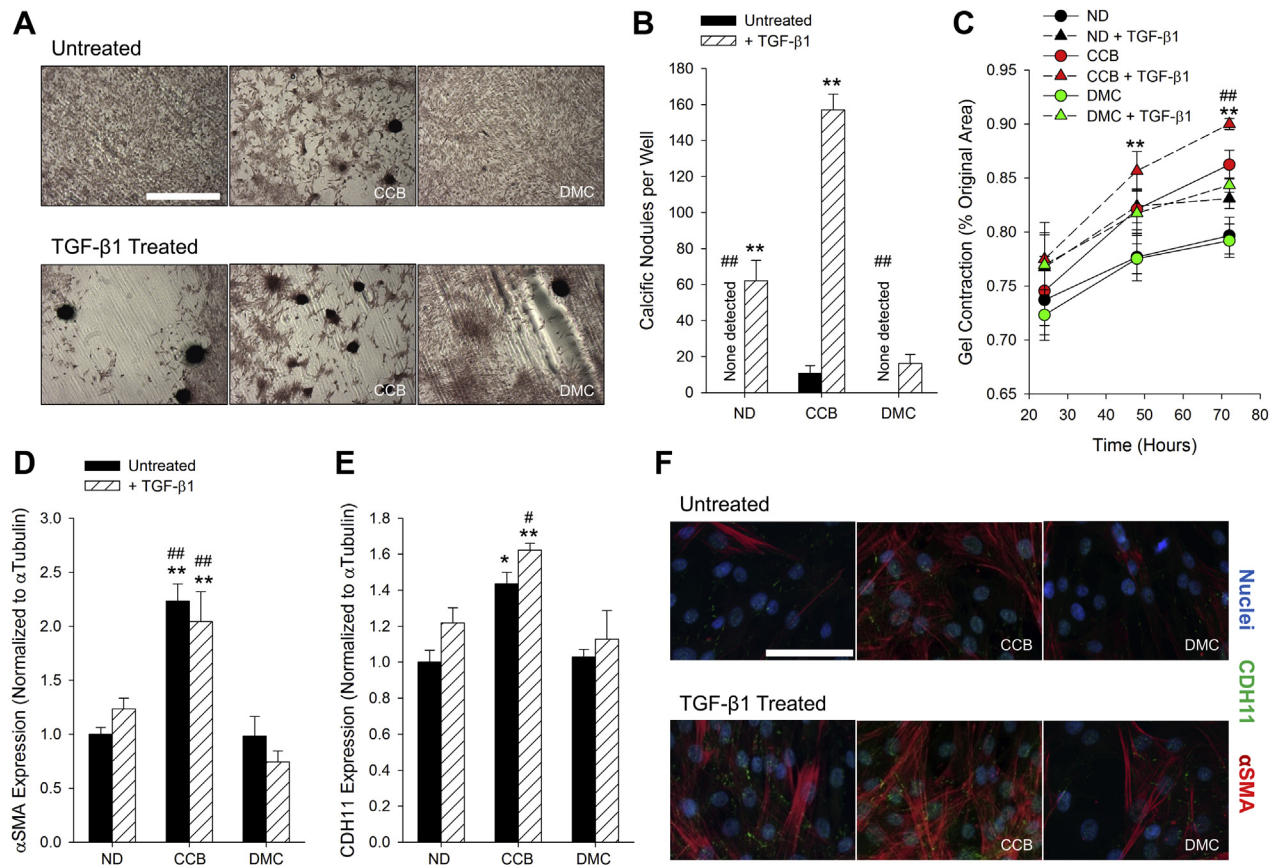 A
Untreated
CCB
DMC
TGF-β1 Treated
CCB
DMC
B
Untreated
+ TGF-β1
Calcific Nodules per Well
180
160
140
120
100
80
60
40
20
0
##
None detected
**
**
##
None detected
ND
CCB
DMC
C
ND
ND + TGF-β1
CCB
CCB + TGF-β1
DMC
DMC + TGF-β1
Gel Contraction (% Original Area)
0.95
0.90
0.85
0.80
0.75
0.70
0.65
**
##
**
20
30
40
50
60
70
80
Time (Hours)
D
Untreated
+ TGF-β1
αSMA Expression (Normalized to αTubulin)
3.0
2.5
2.0
1.5
1.0
0.5
0.0
##
**
##
**
ND
CCB
DMC
E
CDH11 Expression (Normalized to αTubulin)
1.8
1.6
1.4
1.2
1.0
0.8
0.6
0.4
0.2
0.0
*
#
**
ND
CCB
DMC
F
Untreated
CCB
DMC
TGF-β1 Treated
CCB
DMC
Nuclei
CDH11
αSMA